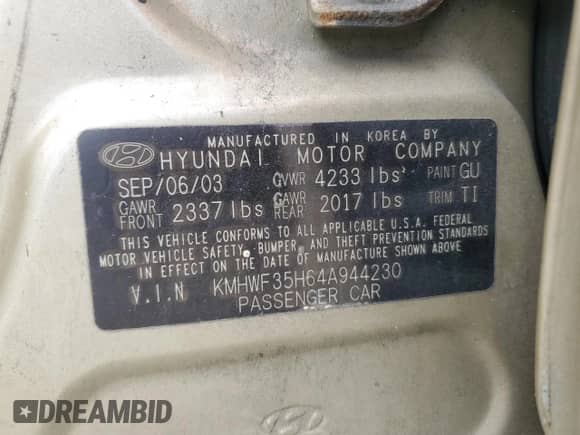 MANUFACTURED IN KOREA BY
HYUNDAI MOTOR COMPANY
SEP/06/03 GVWR 4233 lbs PAINT GU
GAWR FRONT 2337 lbs GAWR REAR 2017 lbs TRIM TI
THIS VEHICLE CONFORMS TO ALL APPLICABLE U.S.A. FEDERAL
MOTOR VEHICLE SAFETY, BUMPER, AND THEFT PREVENTION STANDARDS
IN EFFECT ON THE DATE OF MANUFACTURE SHOWN ABOVE
V.I.N KMHWF35H64A944230
PASSENGER CAR
DREAMBID